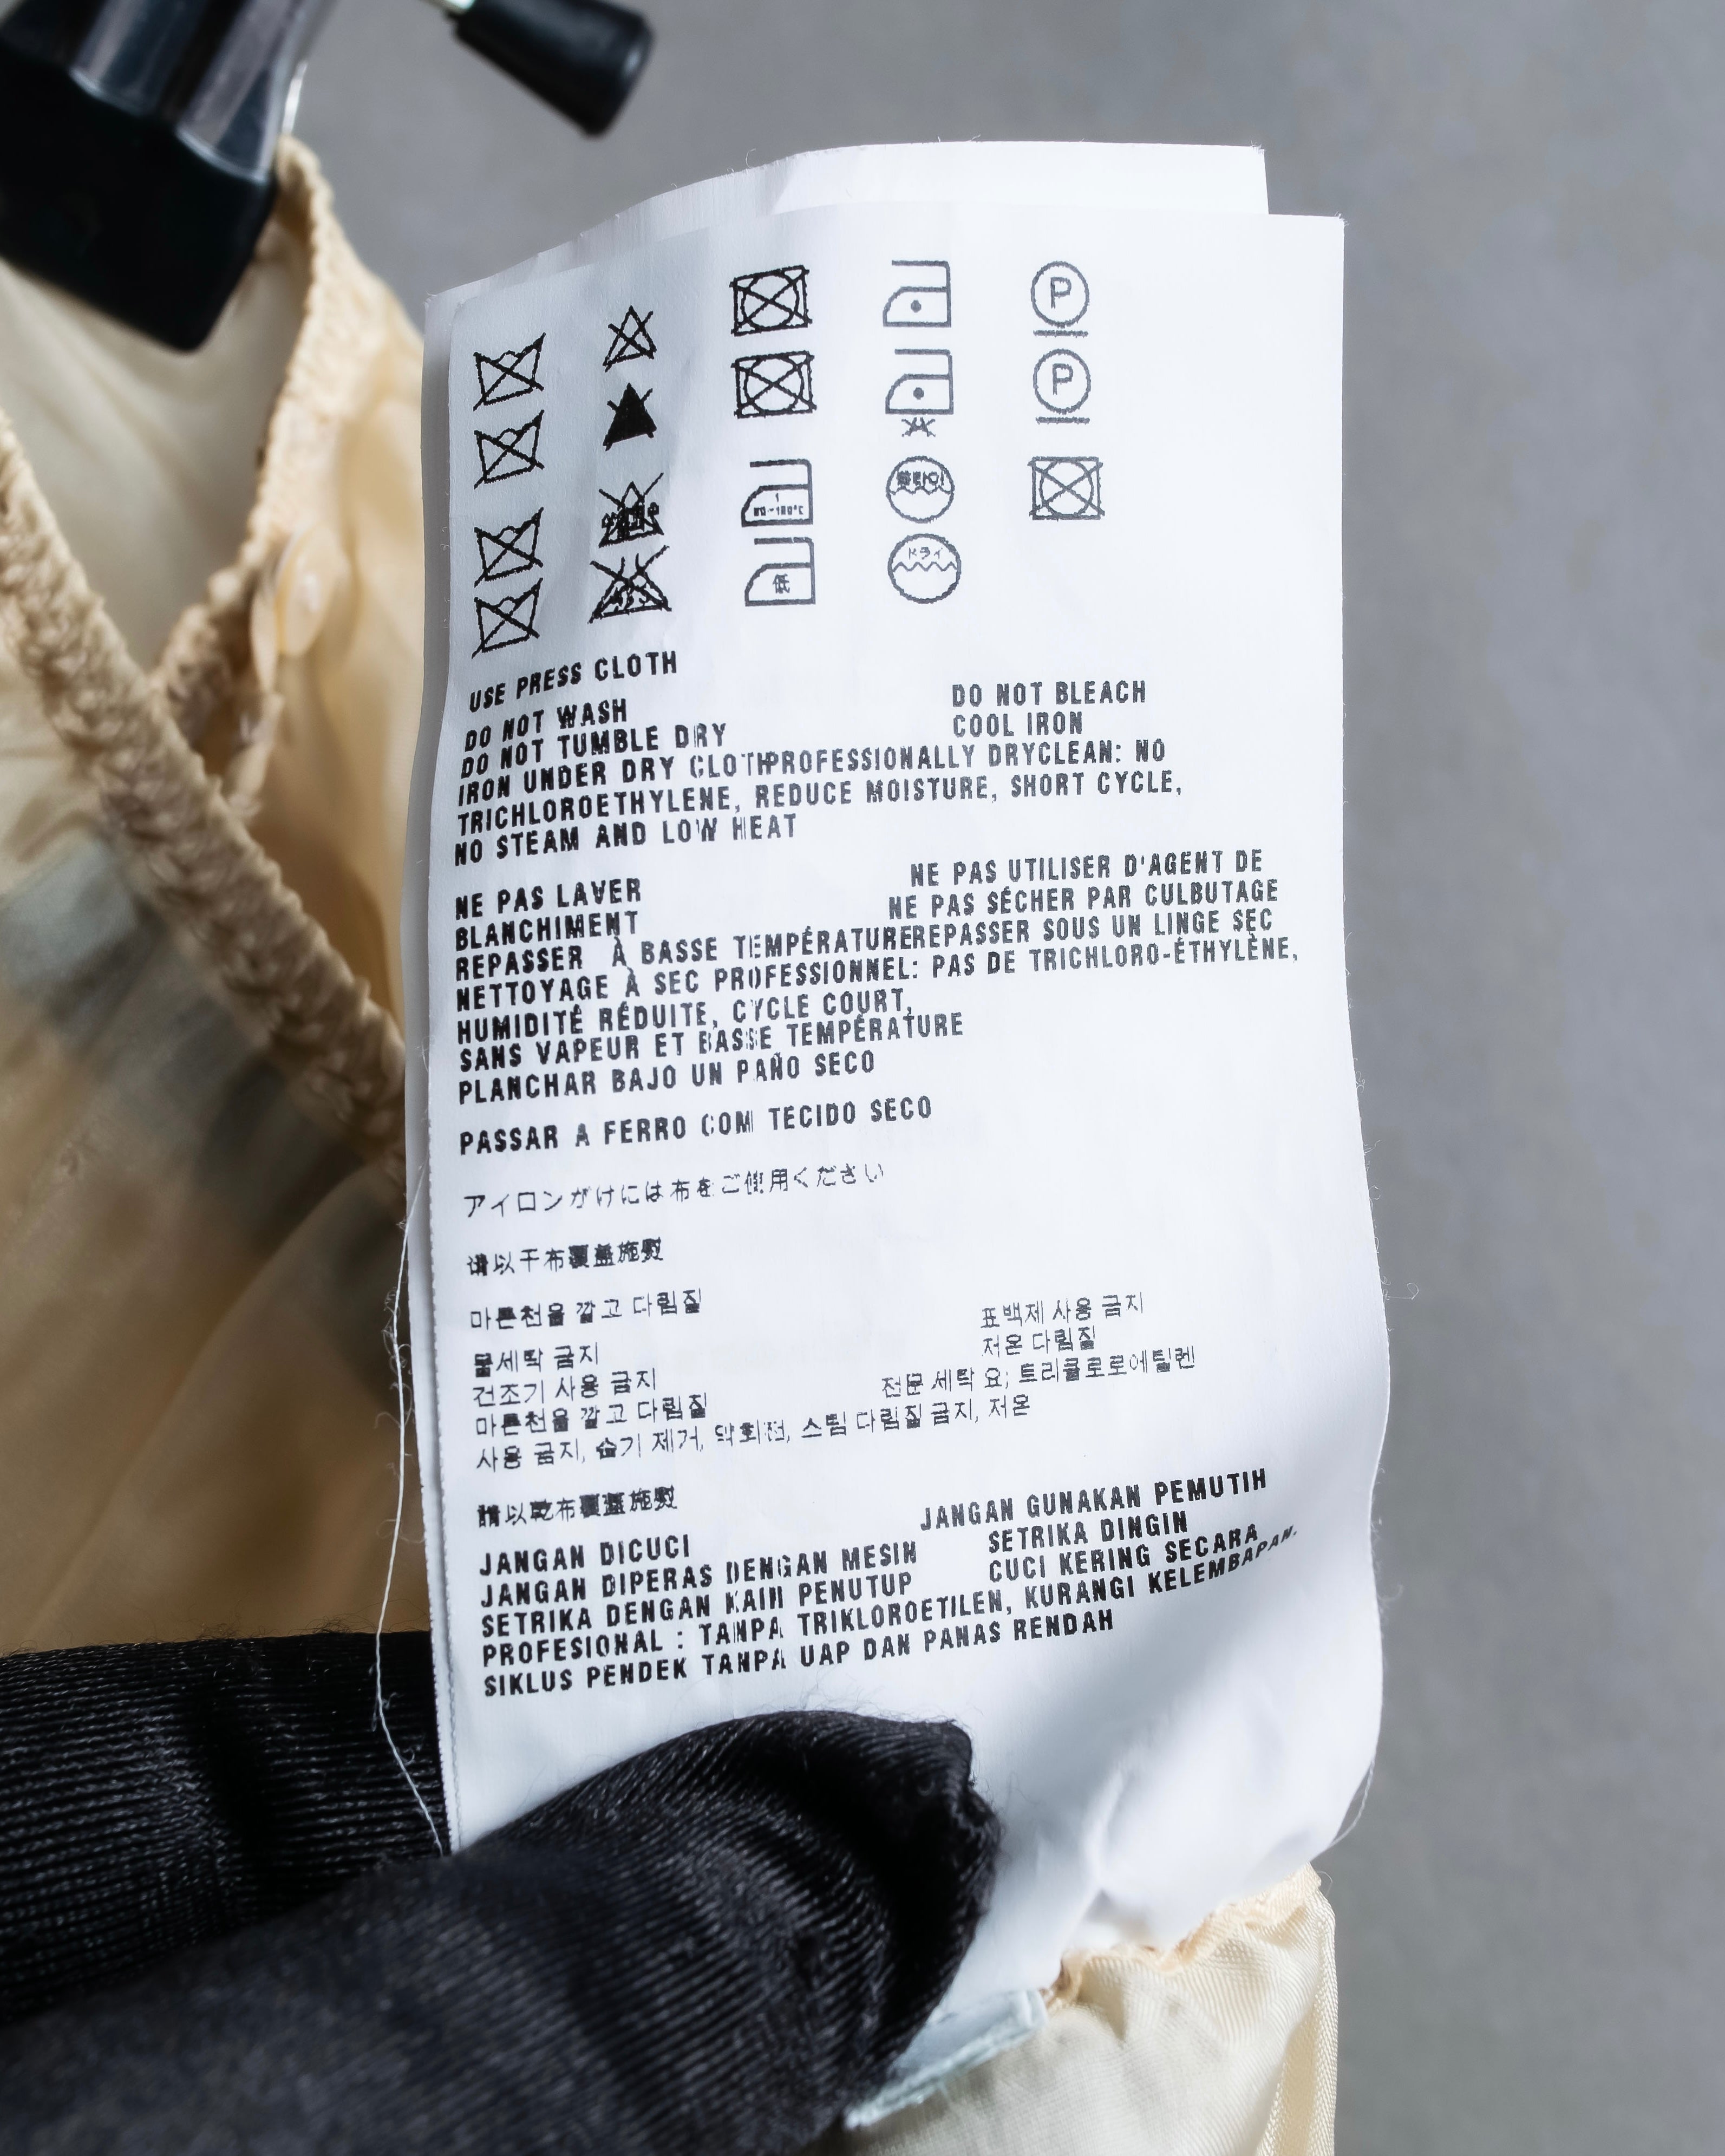 P
P
드라이
80~120°C
ドライ
低
USE PRESS CLOTH
DO NOT WASH DO NOT BLEACH
DO NOT TUMBLE DRY COOL IRON
IRON UNDER DRY CLOTHPROFESSIONALLY DRYCLEAN: NO
TRICHLOROETHYLENE, REDUCE MOISTURE, SHORT CYCLE,
NO STEAM AND LOW HEAT
NE PAS LAVER NE PAS UTILISER D'AGENT DE
BLANCHIMENT NE PAS SÉCHER PAR CULBUTAGE
REPASSER À BASSE TEMPÉRATUREREPASSER SOUS UN LINGE SEC
NETTOYAGE À SEC PROFESSIONNEL: PAS DE TRICHLORO-ÉTHYLÈNE,
HUMIDITÉ RÉDUITE, CYCLE COURT,
SANS VAPEUR ET BASSE TEMPÉRATURE
PLANCHAR BAJO UN PAÑO SECO
PASSAR A FERRO COM TECIDO SECO
アイロンがけには布をご使用ください
请以干布覆盖施熨
마른천을 깔고 다림질
물세탁 금지 표백제 사용 금지
건조기 사용 금지 저온 다림질
마른천을 깔고 다림질 전문 세탁 요; 트리클로로에틸렌
사용 금지, 습기 제거, 약회전, 스팀 다림질 금지, 저온
請以乾布覆蓋施熨
JANGAN DICUCI JANGAN GUNAKAN PEMUTIH
JANGAN DIPERAS DENGAN MESIN SETRIKA DINGIN
SETRIKA DENGAN KAIN PENUTUP CUCI KERING SECARA
PROFESIONAL : TANPA TRIKLOROETILEN, KURANGI KELEMBAPAN.
SIKLUS PENDEK TANPA UAP DAN PANAS RENDAH